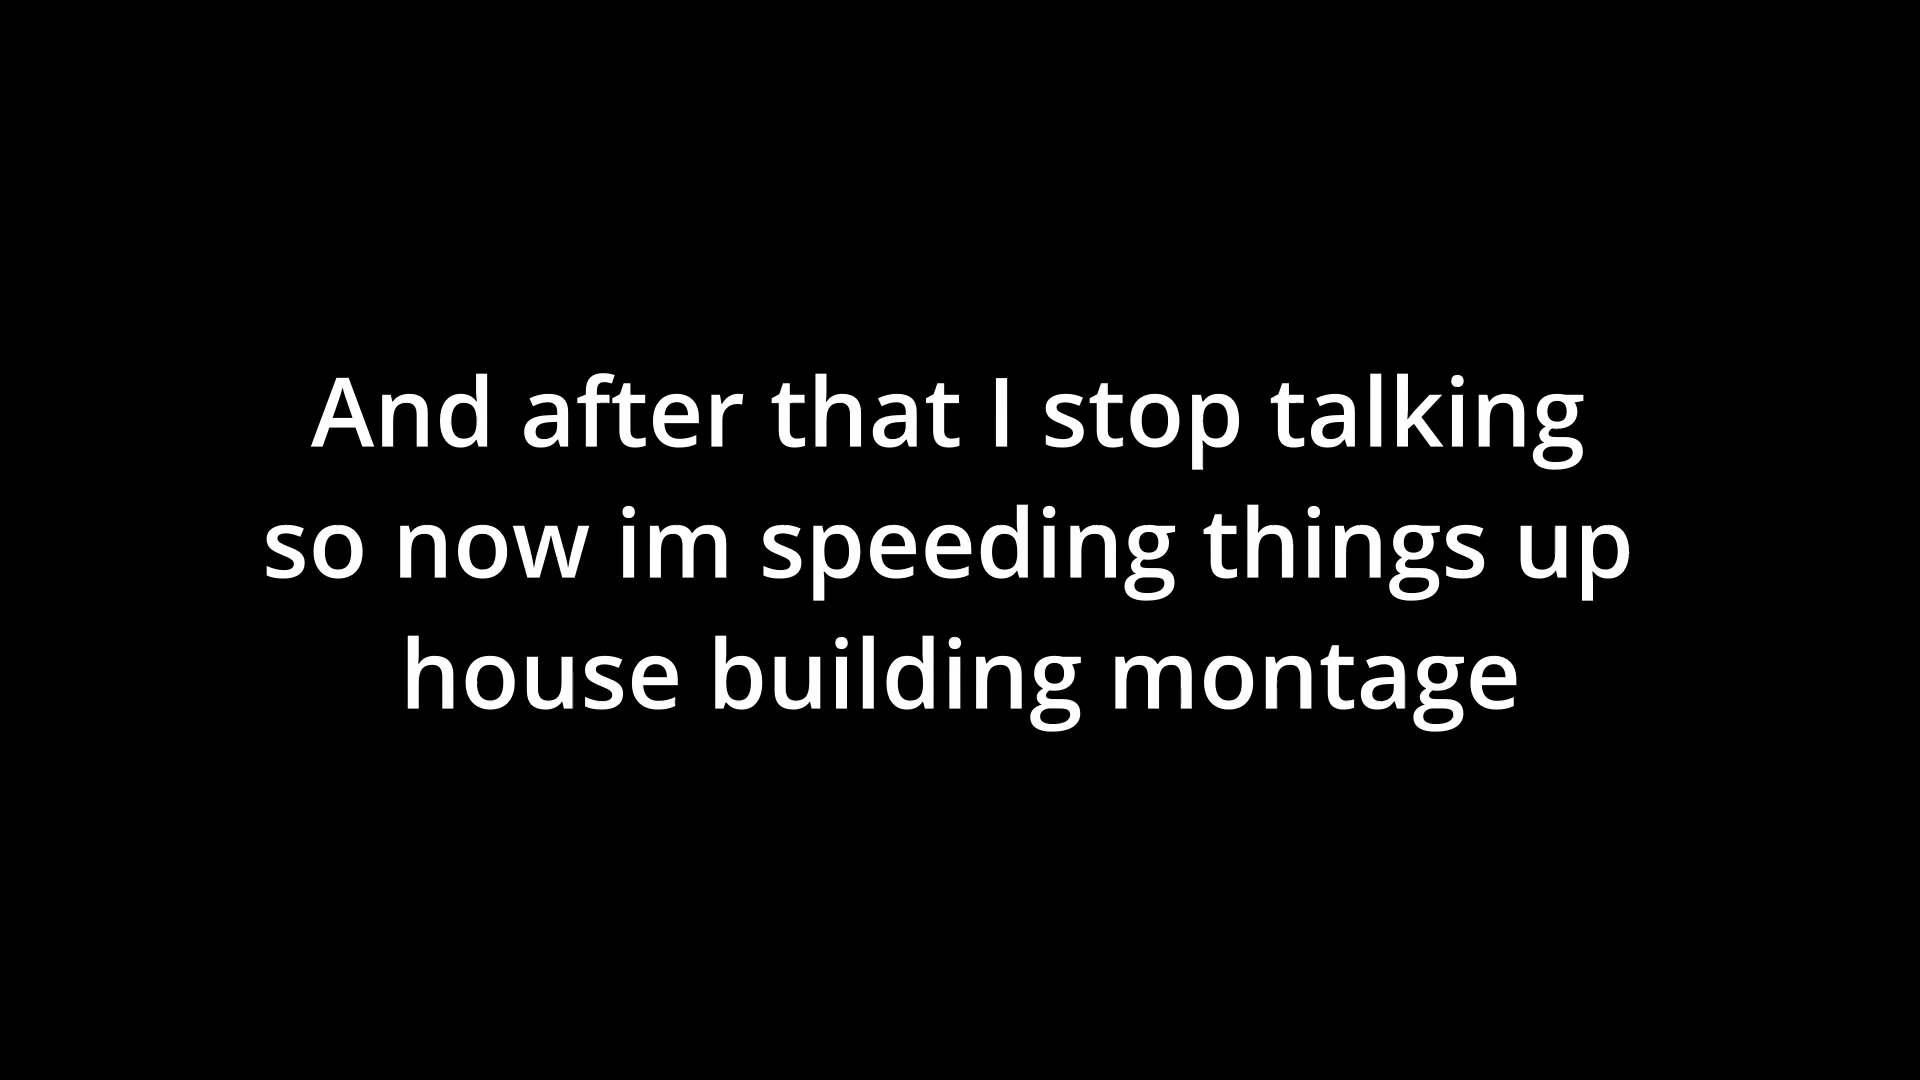 And after that I stop talking
so now im speeding things up
house building montage